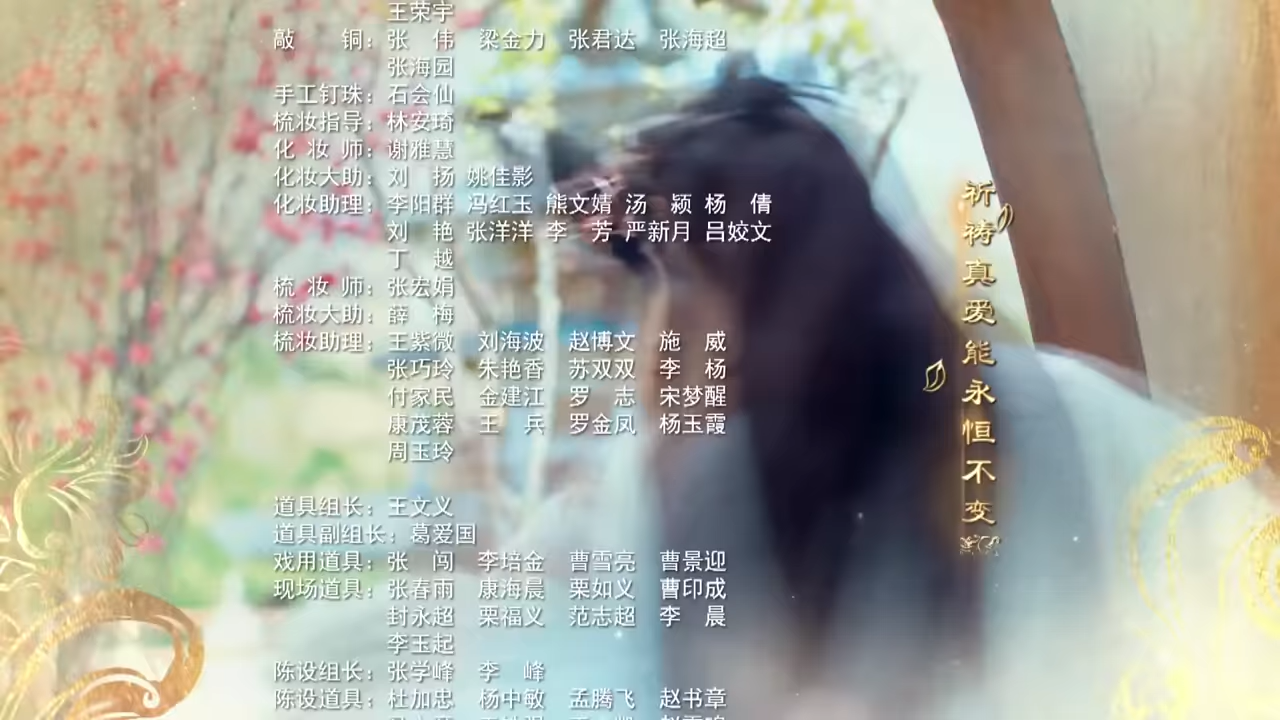 王荣宇
敲 铜：张 伟 梁金力 张君达 张海超
张海园
手工钉珠：石会仙
梳妆指导：林安琦
化 妆 师：谢雅慧
化妆大助：刘 扬 姚佳影
化妆助理：李阳群 冯红玉 熊文婧 汤 颍 杨 倩
刘 艳 张洋洋 李 芳 严新月 吕姣文
丁 越
梳 妆 师：张宏娟
梳妆大助：薛 梅
梳妆助理：王紫微 刘海波 赵博文 施 威
张巧玲 朱艳香 苏双双 李 杨
付家民 金建江 罗 志 宋梦醒
康茂蓉 王 兵 罗金凤 杨玉霞
周玉玲
道具组长：王文义
道具副组长：葛爱国
戏用道具：张 闯 李培金 曹雪亮 曹景迎
现场道具：张春雨 康海晨 栗如义 曹印成
封永超 栗福义 范志超 李 晨
李玉起
陈设组长：张学峰 李 峰
陈设道具：杜加忠 杨中敏 孟腾飞 赵书章
祈祷真爱能永恒不变